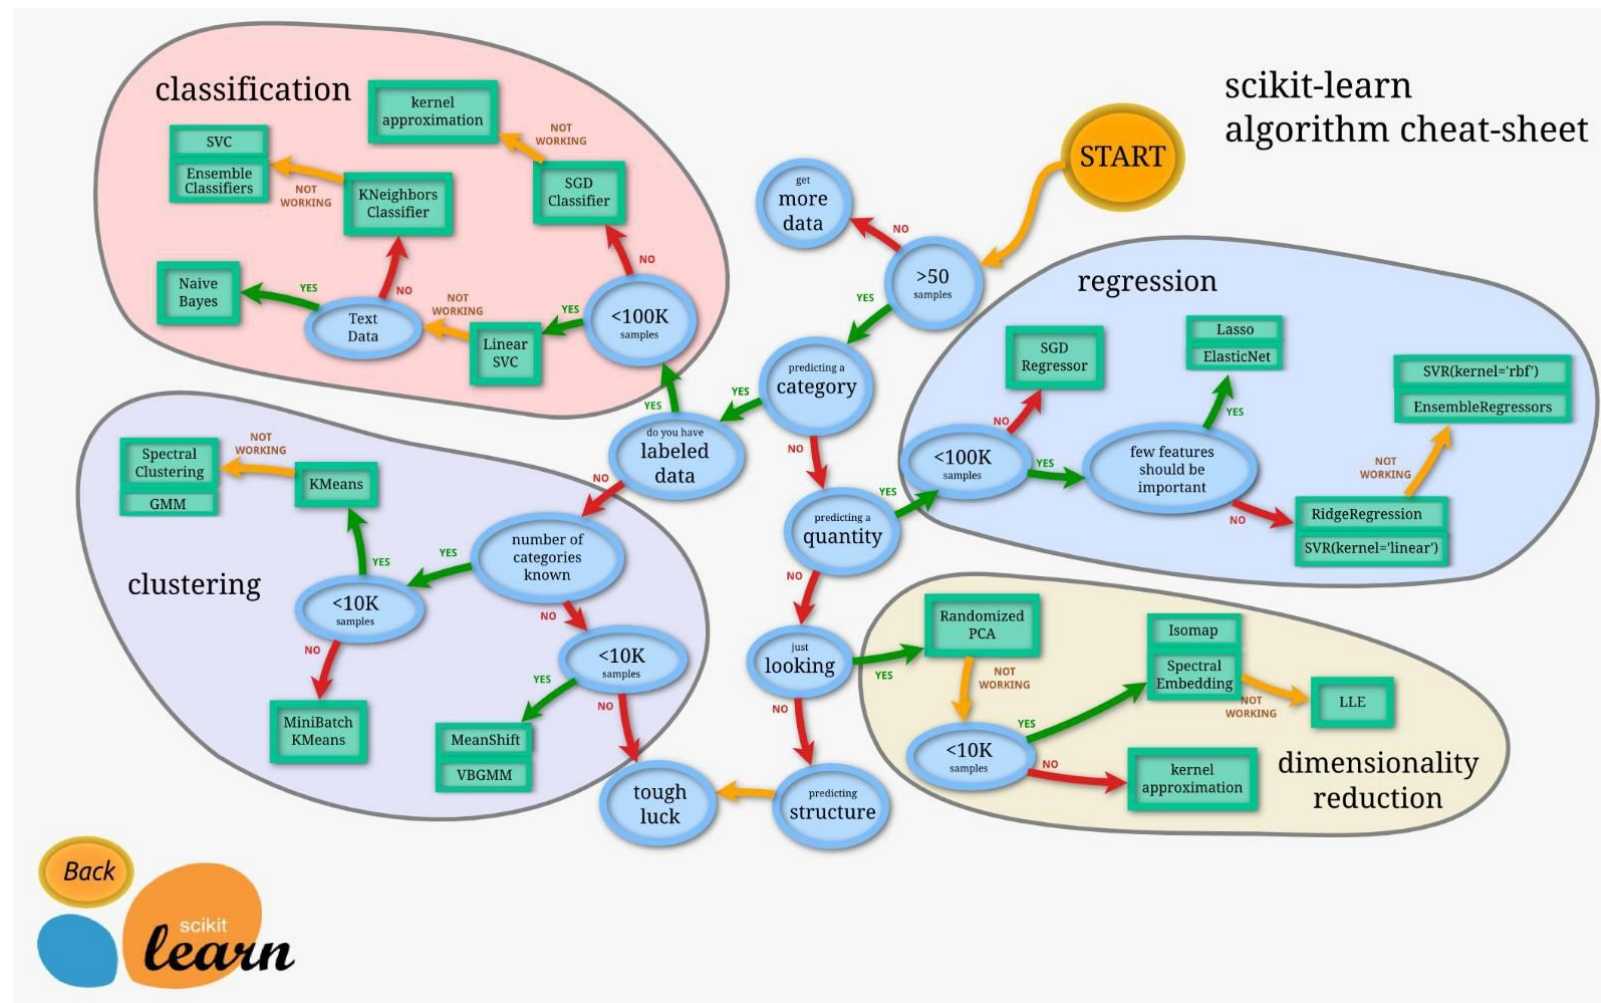 scikit-learn
algorithm cheat-sheet
START
classification
kernel
approximation
NOT
WORKING
SVC
Ensemble
Classifiers
NOT
WORKING
KNeighbors
Classifier
SGD
Classifier
NO
Naive
Bayes
YES
Text
Data
NO
NOT
WORKING
Linear
SVC
YES
<100K
samples
YES
get
more
data
NO
>50
samples
YES
predicting a
category
YES
do you have
labeled
data
NO
NO
predicting a
quantity
YES
NO
just
looking
YES
NO
predicting
structure
tough
luck
regression
SGD
Regressor
NO
<100K
samples
YES
Lasso
ElasticNet
YES
few features
should be
important
NO
SVR(kernel='rbf')
EnsembleRegressors
NOT
WORKING
RidgeRegression
SVR(kernel='linear')
clustering
Spectral
Clustering
GMM
NOT
WORKING
KMeans
YES
number of
categories
known
YES
<10K
samples
NO
MiniBatch
KMeans
NO
<10K
samples
YES
NO
MeanShift
VBGMM
dimensionality
reduction
Randomized
PCA
NOT
WORKING
<10K
samples
YES
NO
Isomap
Spectral
Embedding
NOT
WORKING
LLE
kernel
approximation
Back
scikit
learn